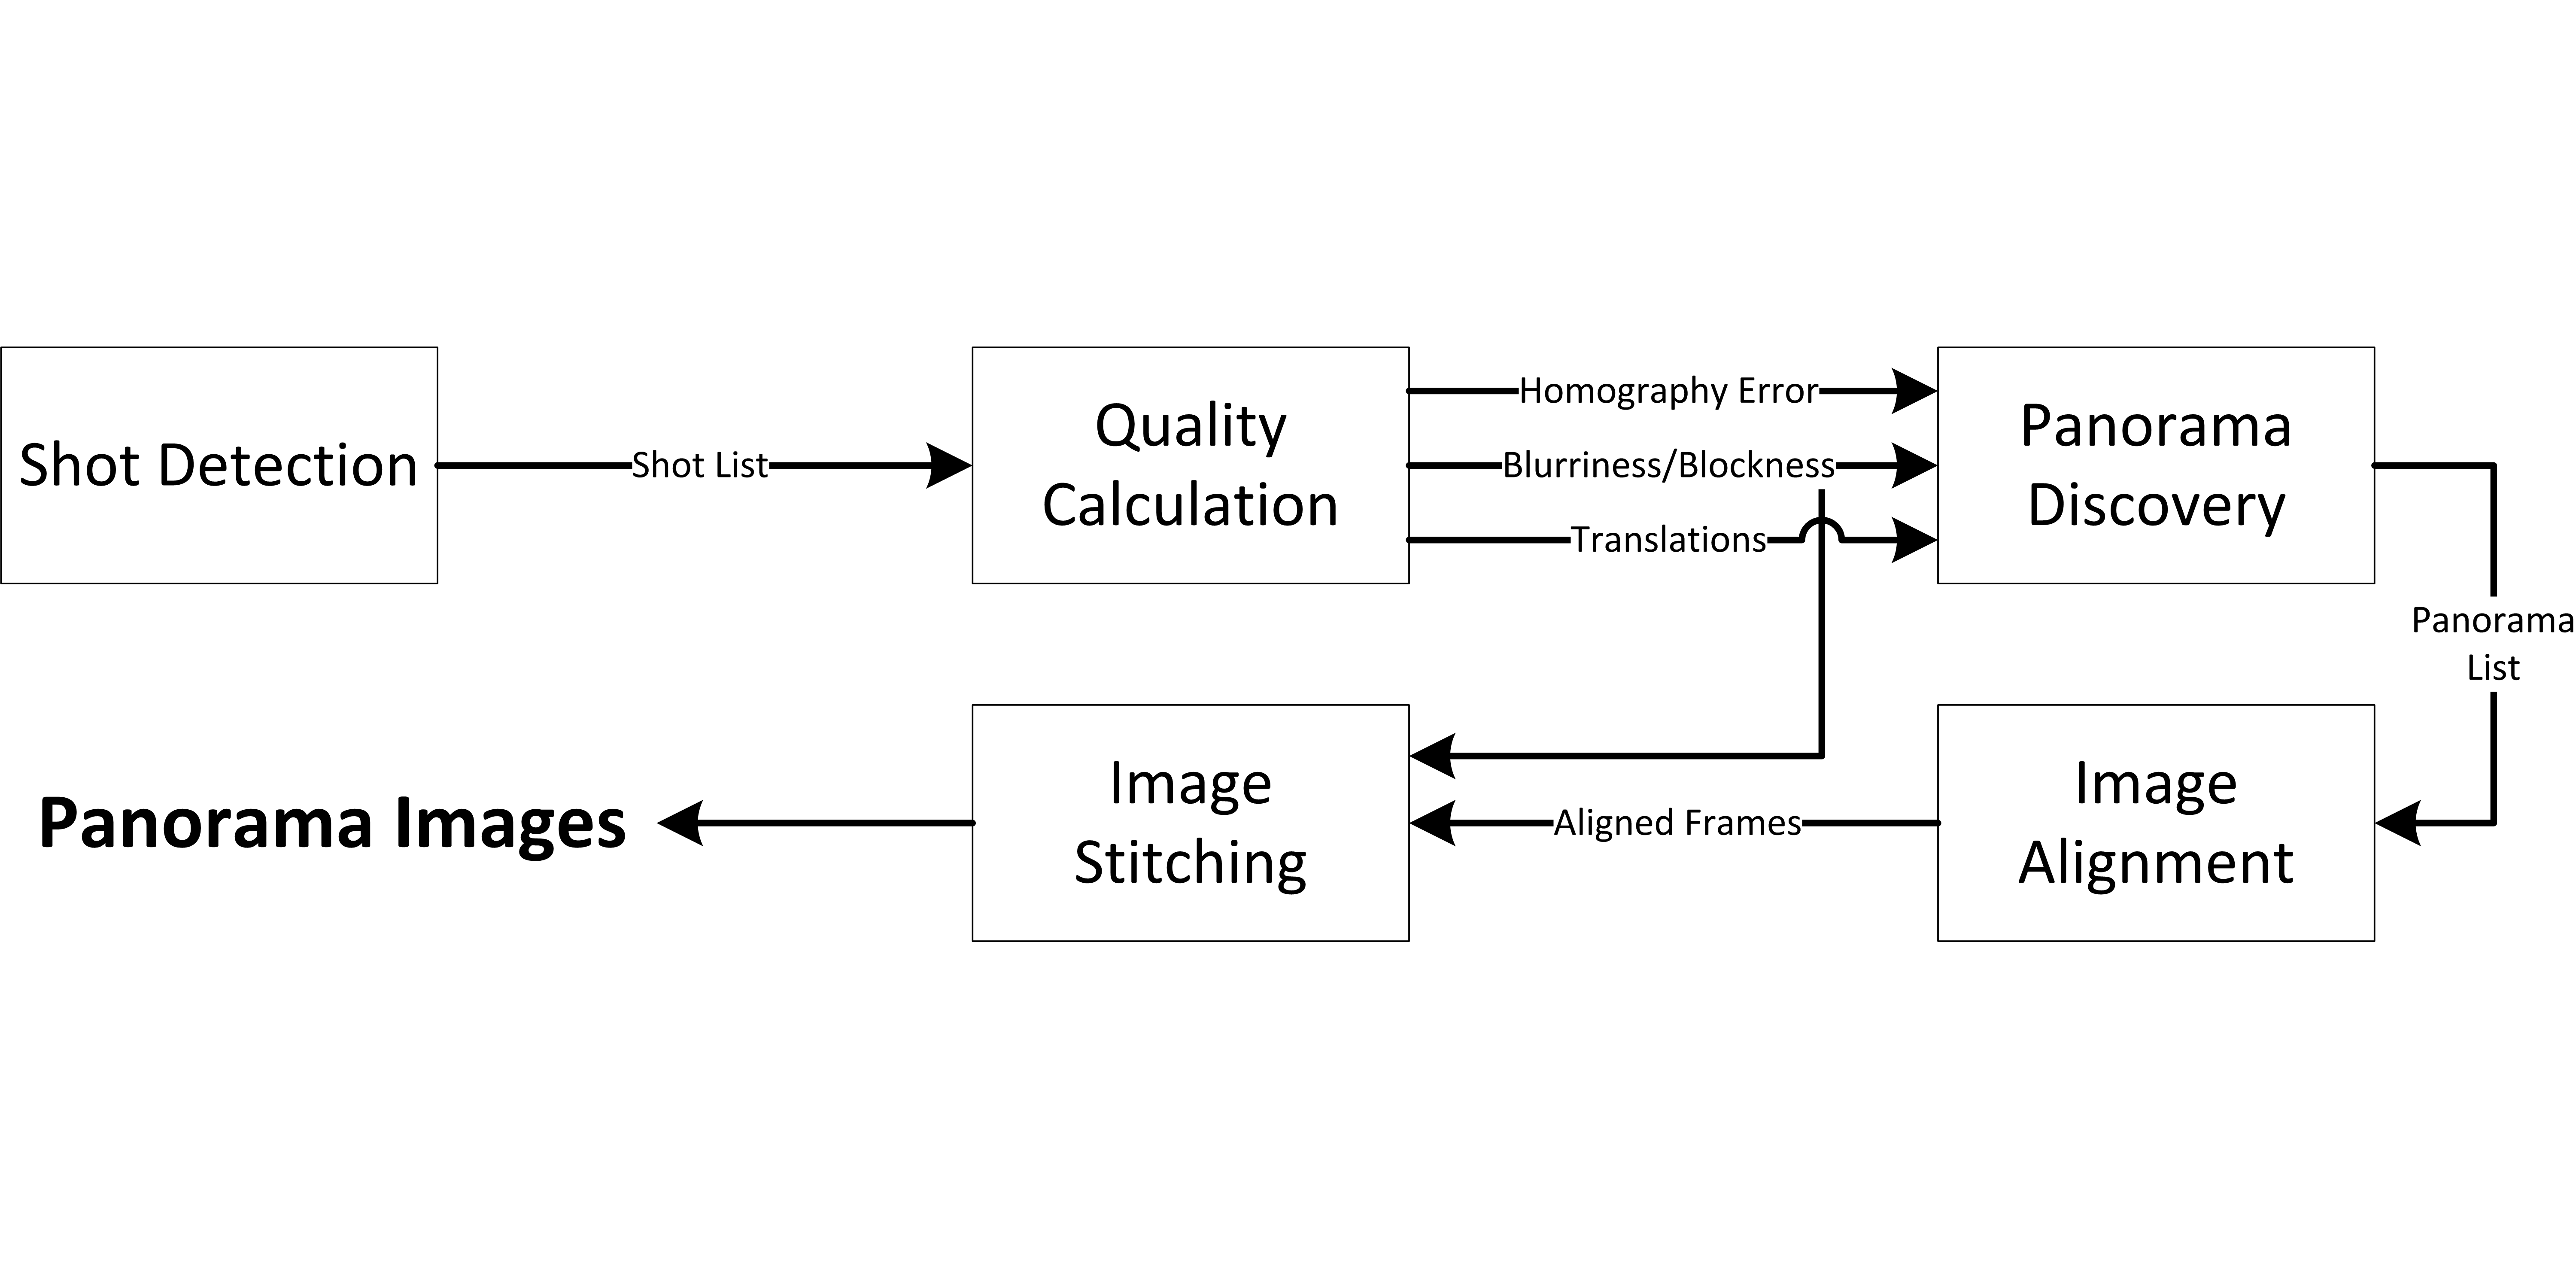 Shot Detection
Shot List
Quality
Calculation
Homography Error
Blurriness/Blockness
Translations
Panorama
Discovery
Panorama
List
Image
Alignment
Aligned Frames
Image
Stitching
Panorama Images